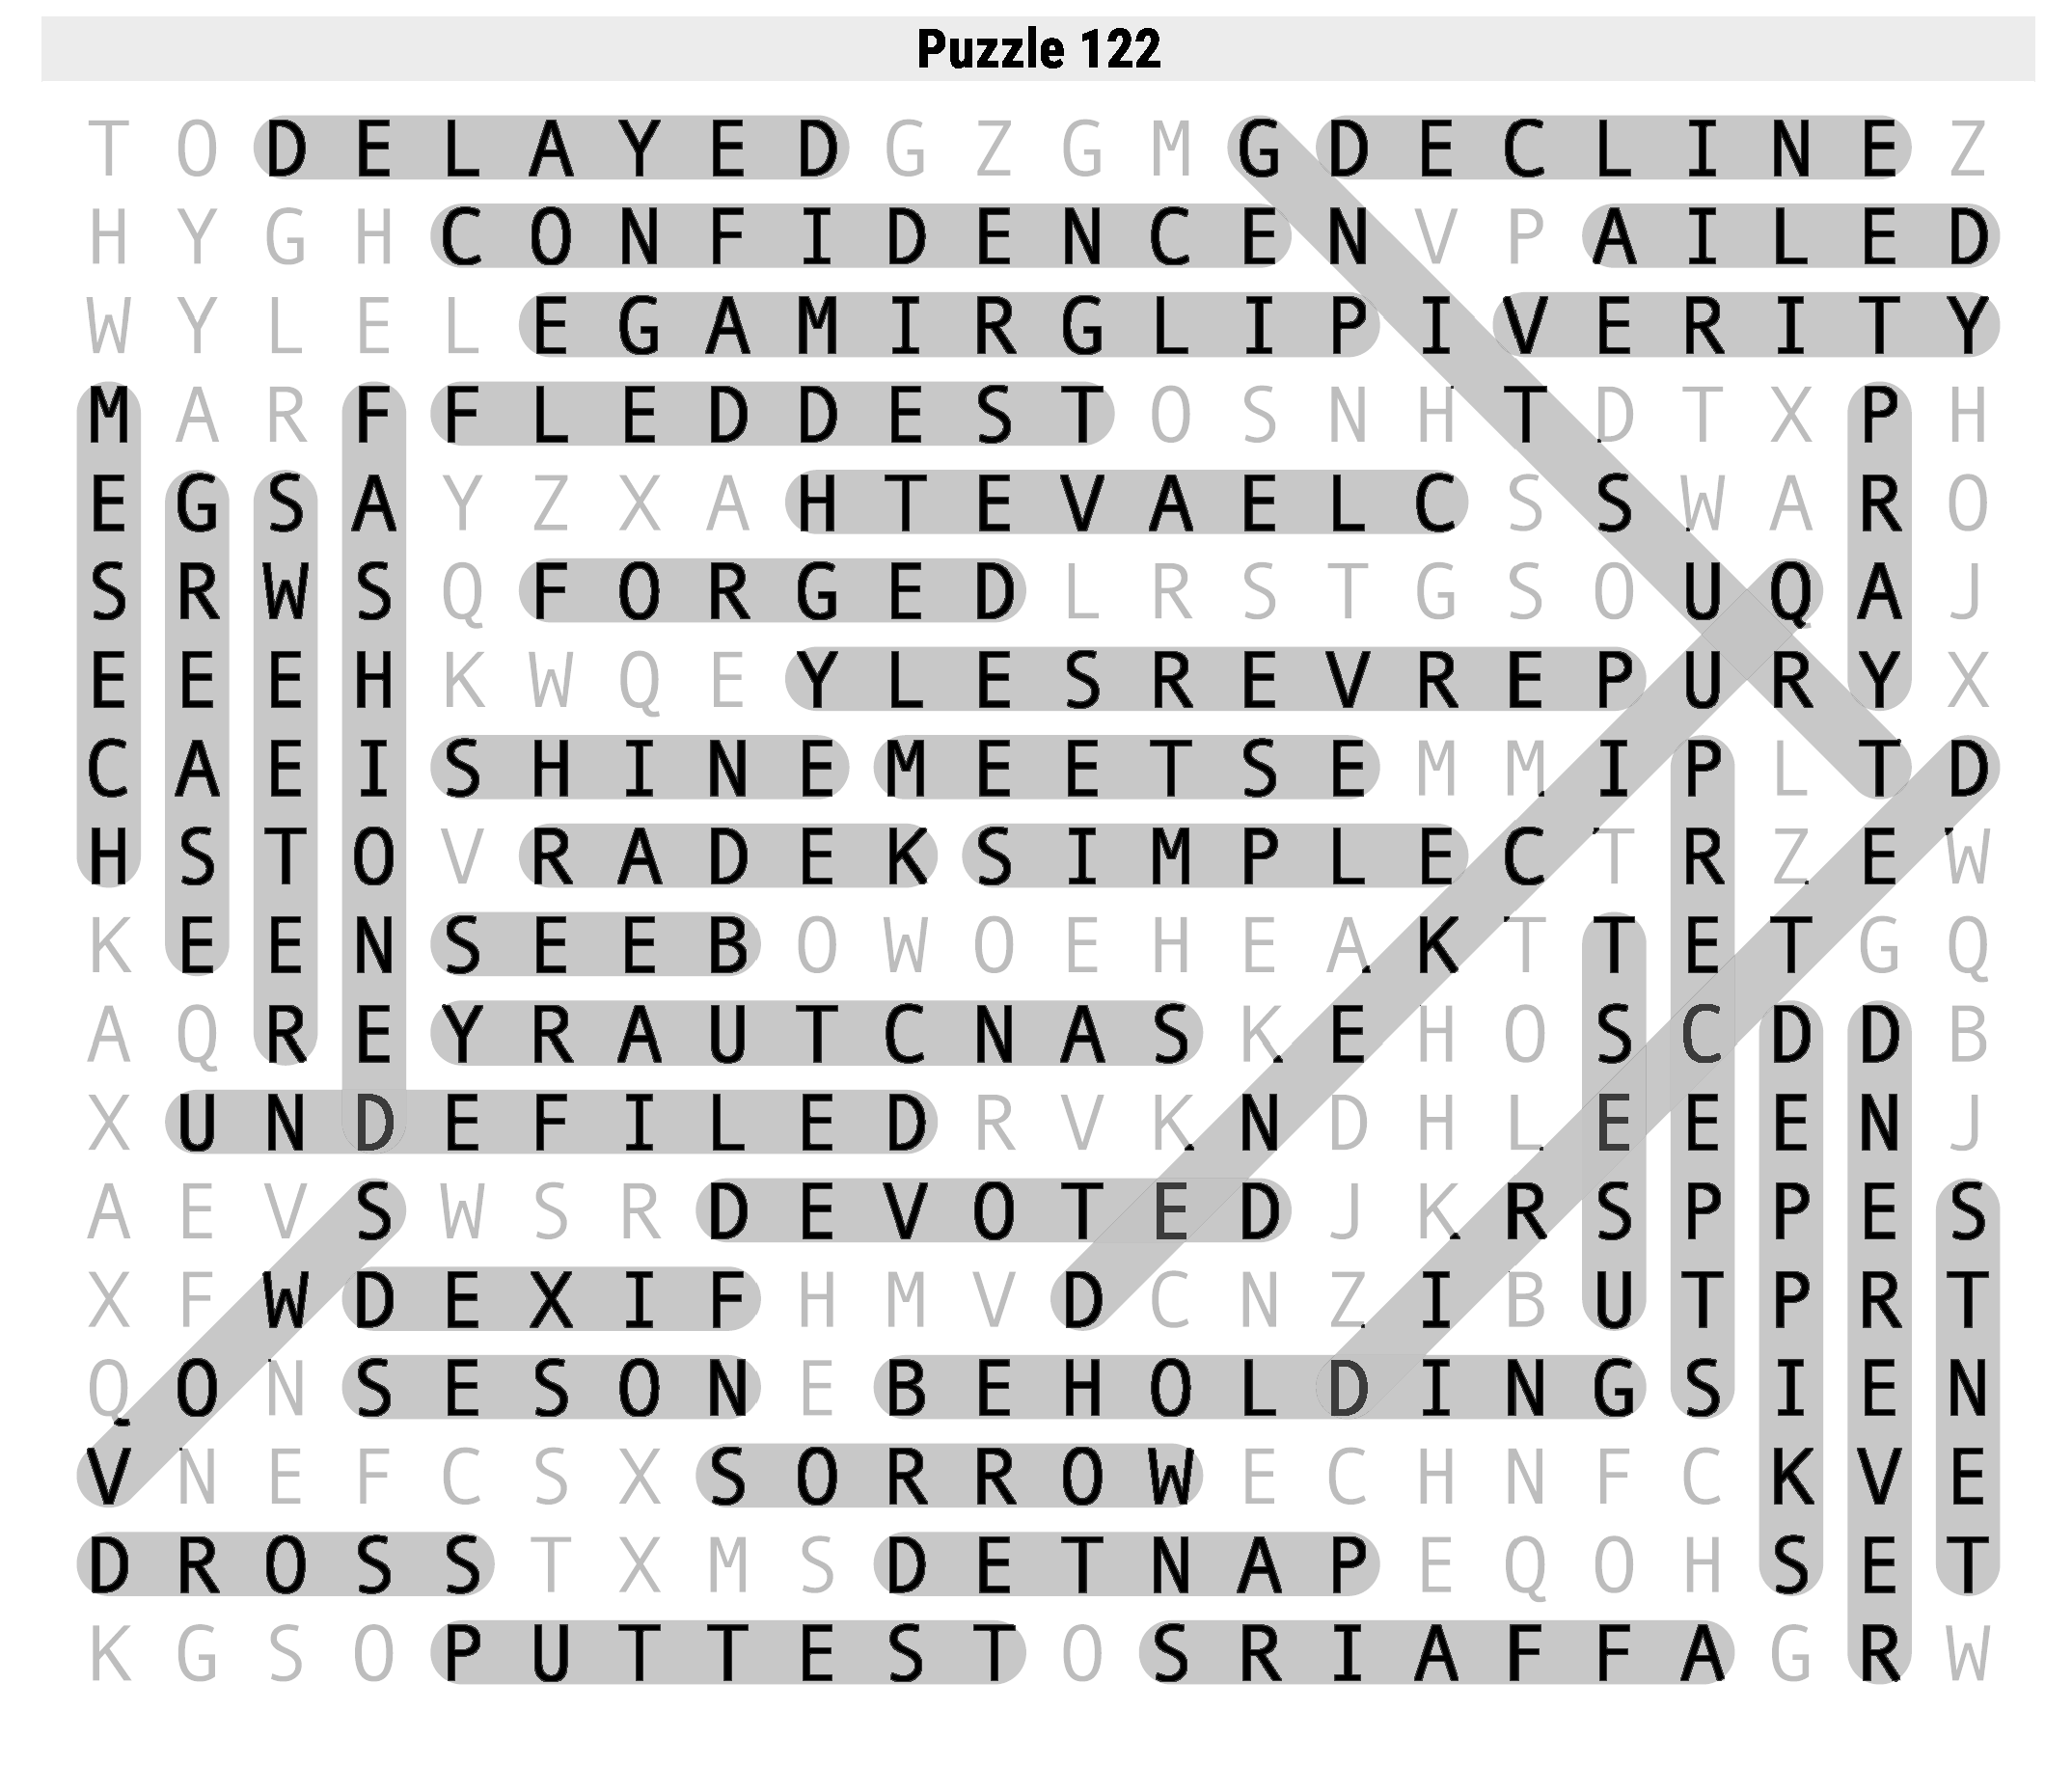 Puzzle 122
T O D E L A Y E D G Z G M G D E C L I N E Z
H Y G H C O N F I D E N C E N V P A I L E D
W Y L E L E G A M I R G L I P I V E R I T Y
M A R F F L E D D E S T O S N H T D T X P H
E G S A Y Z X A H T E V A E L C S S W A R O
S R W S Q F O R G E D L R S T G S O U Q A J
E E E H K W Q E Y L E S R E V R E P U R Y X
C A E I S H I N E M E E T S E M M I P L T D
H S T O V R A D E K S I M P L E C T R Z E W
K E E N S E E B O W O E H E A K T T E T G Q
A Q R E Y R A U T C N A S K E H O S C D D B
X U N D E F I L E D R V K N D H L E E E N J
A E V S W S R D E V O T E D J K R S P P E S
X F W D E X I F H M V D C N Z I B U T P R T
Q O N S E S O N E B E H O L D I N G S I E N
V N E F C S X S O R R O W E C H N F C K V E
D R O S S T X M S D E T N A P E Q O H S E T
K G S O P U T T E S T O S R I A F F A G R W